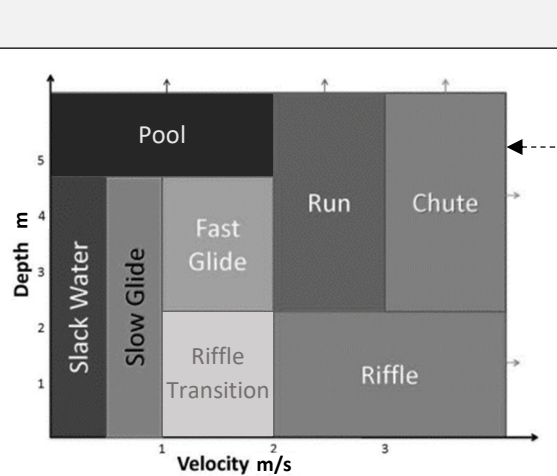 Pool
5
4
3
2
1
Depth m
Slack Water
Slow Glide
Fast
Glide
Riffle
Transition
Run
Chute
Riffle
1
2
3
Velocity m/s